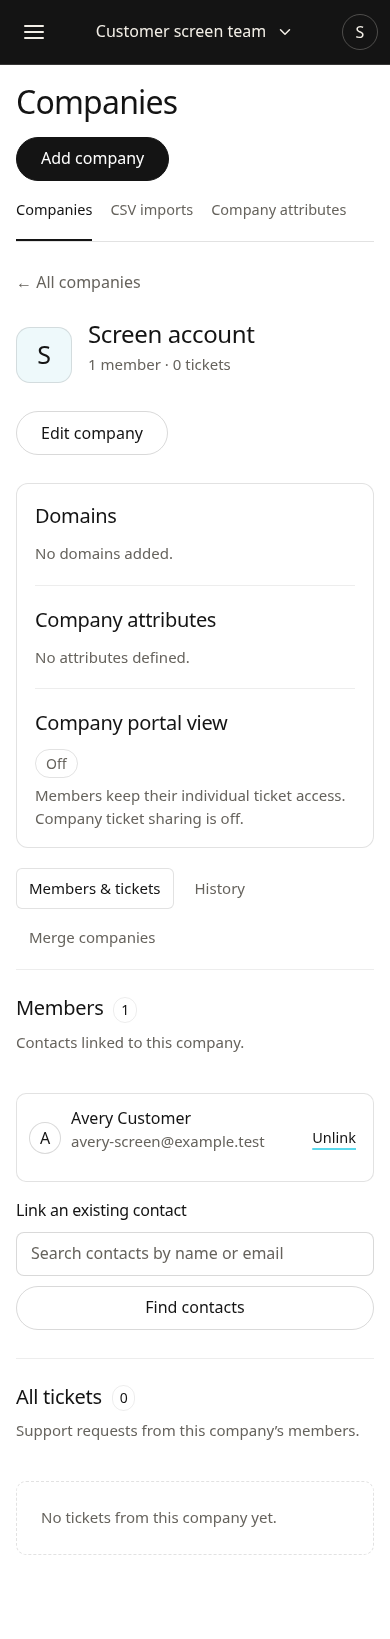 Customer screen team
S
Companies
Add company
Companies CSV imports Company attributes
← All companies
S
Screen account
1 member · 0 tickets
Edit company
Domains
No domains added.
Company attributes
No attributes defined.
Company portal view
Off
Members keep their individual ticket access.
Company ticket sharing is off.
Members & tickets History
Merge companies
Members 1
Contacts linked to this company.
A
Avery Customer
avery-screen@example.test
Unlink
Link an existing contact
Search contacts by name or email
Find contacts
All tickets 0
Support requests from this company’s members.
No tickets from this company yet.